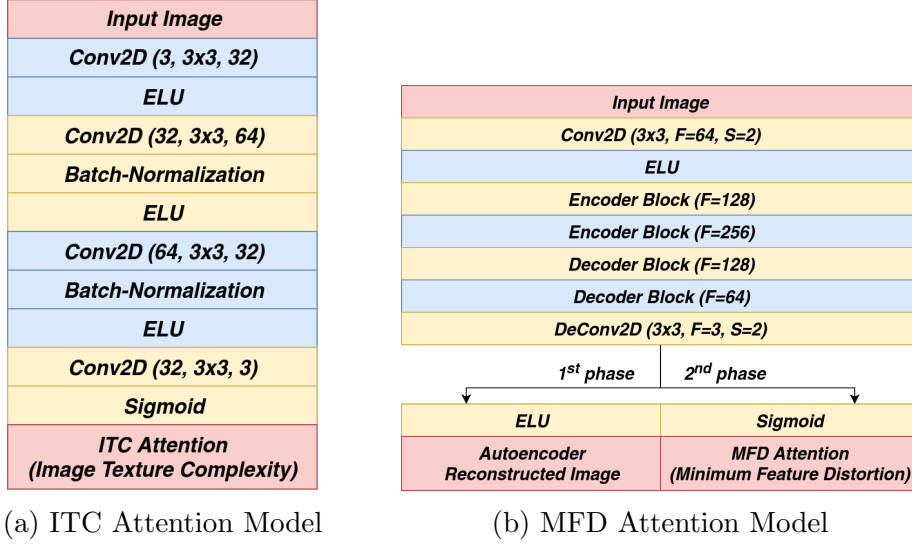 Input Image
Conv2D (3, 3x3, 32)
ELU
Conv2D (32, 3x3, 64)
Batch-Normalization
ELU
Conv2D (64, 3x3, 32)
Batch-Normalization
ELU
Conv2D (32, 3x3, 3)
Sigmoid
ITC Attention
(Image Texture Complexity)
(a) ITC Attention Model
Input Image
Conv2D (3x3, F=64, S=2)
ELU
Encoder Block (F=128)
Encoder Block (F=256)
Decoder Block (F=128)
Decoder Block (F=64)
DeConv2D (3x3, F=3, S=2)
1st phase
2nd phase
ELU
Sigmoid
Autoencoder
Reconstructed Image
MFD Attention
(Minimum Feature Distortion)
(b) MFD Attention Model